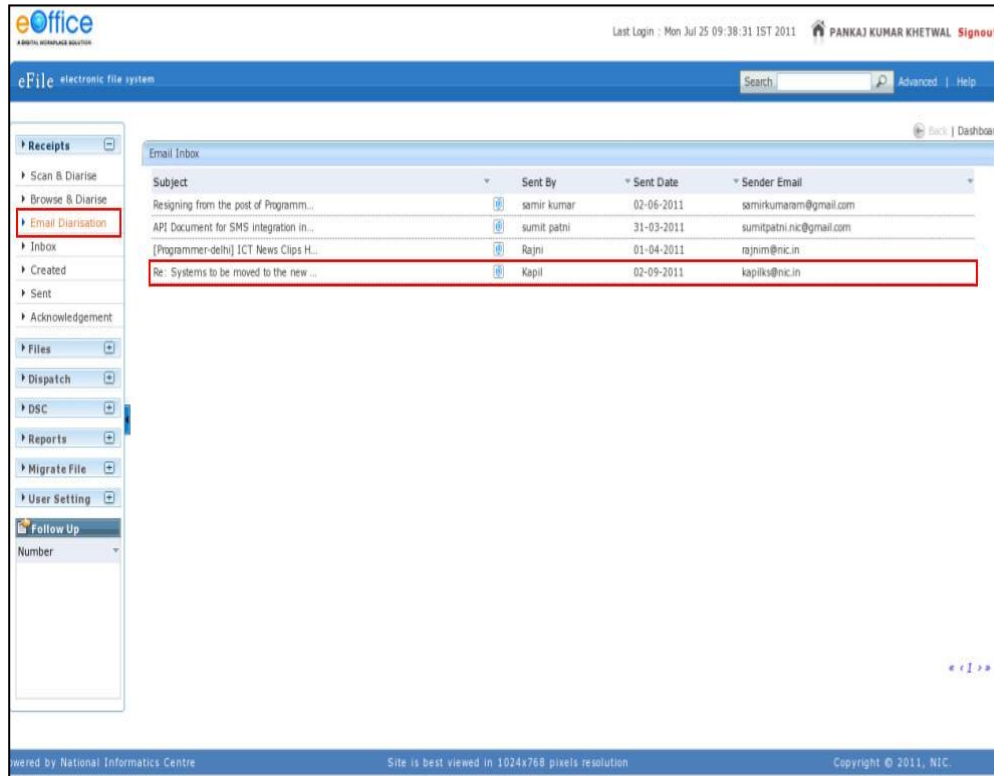 eOffice
A DIGITAL WORKPLACE SOLUTION
Last Login : Mon Jul 25 09:38:31 IST 2011 PANKAJ KUMAR KHETWAL Signout
eFile electronic file system
Search Advanced | Help
Back | Dashboar
Receipts
Scan & Diarise
Browse & Diarise
Email Diarisation
Inbox
Created
Sent
Acknowledgement
Files
Dispatch
DSC
Reports
Migrate File
User Setting
Follow Up
Number
Email Inbox
Subject Sent By Sent Date Sender Email
Resigning from the post of Programm... samir kumar 02-06-2011 samirkumaram@gmail.com
API Document for SMS integration in... sumit patni 31-03-2011 sumitpatni.nic@gmail.com
[Programmer-delhi] ICT News Clips H... Rajni 01-04-2011 rajnim@nic.in
Re: Systems to be moved to the new ... Kapil 02-09-2011 kapilks@nic.in
« ‹ 1 › »
owered by National Informatics Centre Site is best viewed in 1024x768 pixels resolution Copyright © 2011, NIC.